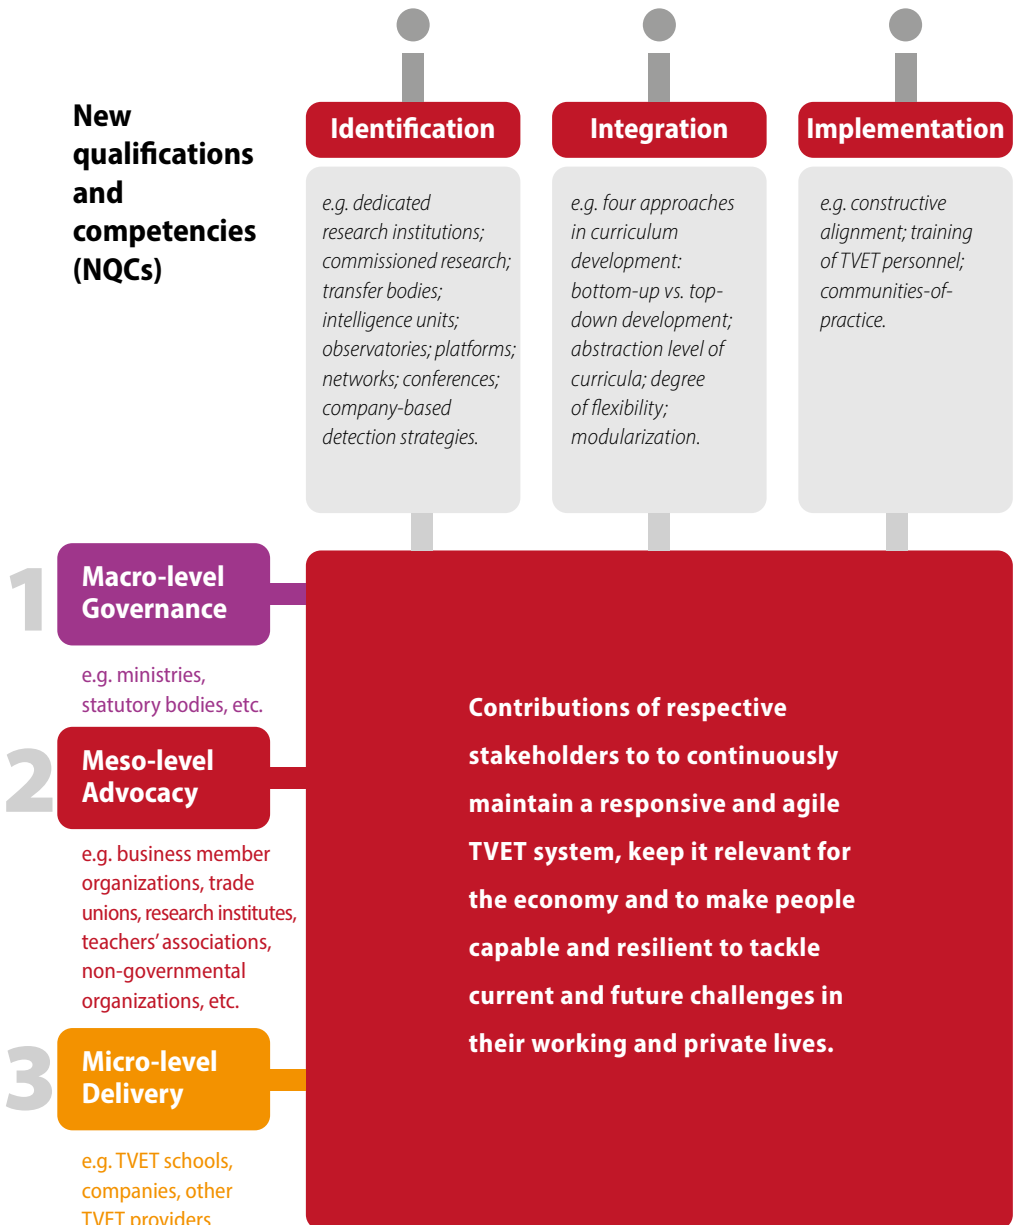 New
qualifications
and
competencies
(NQCs)
Identification
e.g. dedicated
research institutions;
commissioned research;
transfer bodies;
intelligence units;
observatories; platforms;
networks; conferences;
company-based
detection strategies.
Integration
e.g. four approaches
in curriculum
development:
bottom-up vs. top-
down development;
abstraction level of
curricula; degree
of flexibility;
modularization.
Implementation
e.g. constructive
alignment; training
of TVET personnel;
communities-of-
practice.
1
Macro-level
Governance
e.g. ministries,
statutory bodies, etc.
2
Meso-level
Advocacy
e.g. business member
organizations, trade
unions, research institutes,
teachers’ associations,
non-governmental
organizations, etc.
3
Micro-level
Delivery
e.g. TVET schools,
companies, other
TVET providers
Contributions of respective
stakeholders to to continuously
maintain a responsive and agile
TVET system, keep it relevant for
the economy and to make people
capable and resilient to tackle
current and future challenges in
their working and private lives.